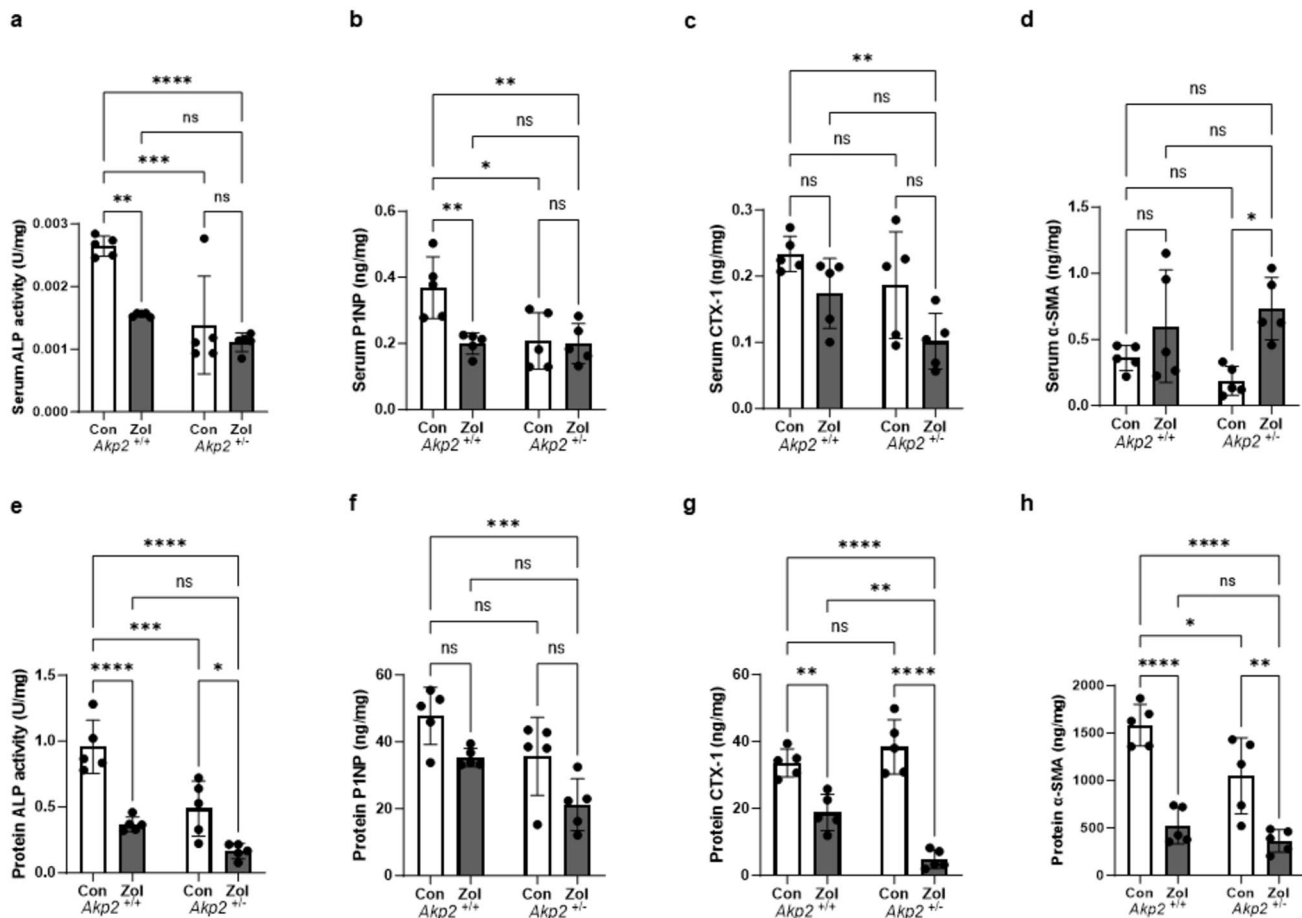 a
b
c
d
****
ns
***
**
ns
Serum ALP activity (U/mg)
0.003
0.002
0.001
0.000
Con Zol Con Zol
Akp2 +/+ Akp2 +/-
**
ns
*
**
ns
Serum P1NP (ng/mg)
0.6
0.4
0.2
0.0
Con Zol Con Zol
Akp2 +/+ Akp2 +/-
**
ns
ns
ns
ns
Serum CTX-1 (ng/mg)
0.3
0.2
0.1
0.0
Con Zol Con Zol
Akp2 +/+ Akp2 +/-
ns
ns
ns
ns
*
Serum α-SMA (ng/mg)
1.5
1.0
0.5
0.0
Con Zol Con Zol
Akp2 +/+ Akp2 +/-
e
f
g
h
****
ns
***
****
*
Protein ALP activity (U/mg)
1.5
1.0
0.5
0.0
Con Zol Con Zol
Akp2 +/+ Akp2 +/-
***
ns
ns
ns
ns
Protein P1NP (ng/mg)
60
40
20
0
Con Zol Con Zol
Akp2 +/+ Akp2 +/-
****
**
ns
**
****
Protein CTX-1 (ng/mg)
60
40
20
0
Con Zol Con Zol
Akp2 +/+ Akp2 +/-
****
ns
*
****
**
Protein α-SMA (ng/mg)
2000
1500
1000
500
0
Con Zol Con Zol
Akp2 +/+ Akp2 +/-